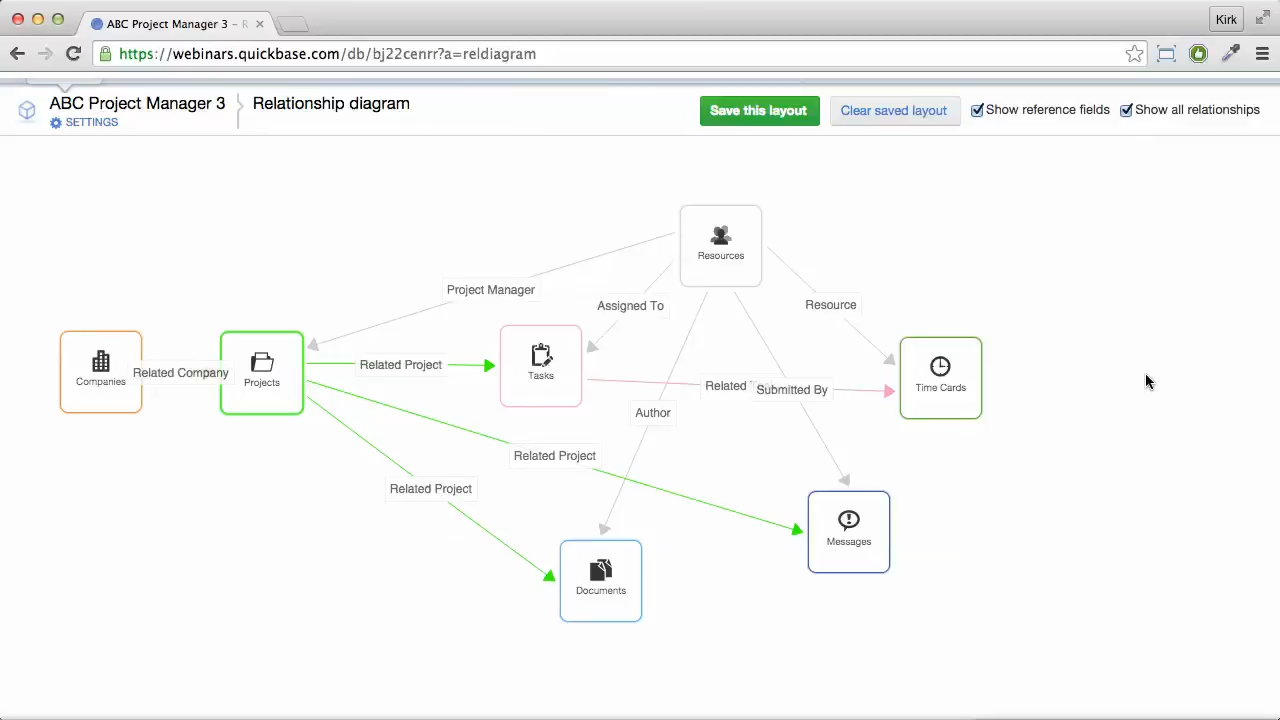 ABC Project Manager 3 – R
Kirk
https://webinars.quickbase.com/db/bj22cenrr?a=reldiagram
ABC Project Manager 3
Relationship diagram
SETTINGS
Save this layout
Clear saved layout
Show reference fields
Show all relationships
Resources
Project Manager
Assigned To
Resource
Companies
Related Company
Projects
Related Project
Tasks
Related
Submitted By
Time Cards
Author
Related Project
Related Project
Messages
Documents